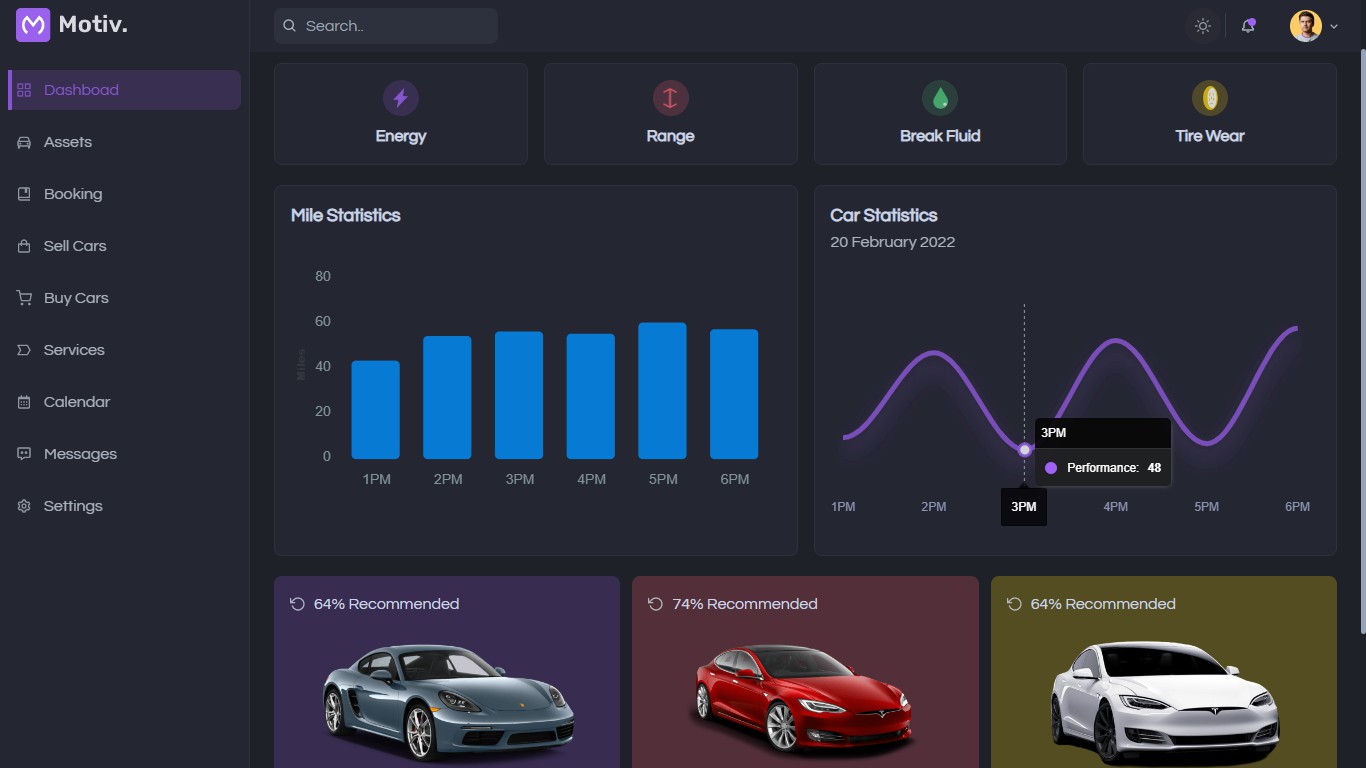 Motiv.
Search..
Dashboad
Assets
Booking
Sell Cars
Buy Cars
Services
Calendar
Messages
Settings
Energy
Range
Break Fluid
Tire Wear
Mile Statistics
Miles
80
60
40
20
0
1PM 2PM 3PM 4PM 5PM 6PM
Car Statistics
20 February 2022
3PM
Performance: 48
1PM 2PM 3PM 4PM 5PM 6PM
64% Recommended
74% Recommended
64% Recommended